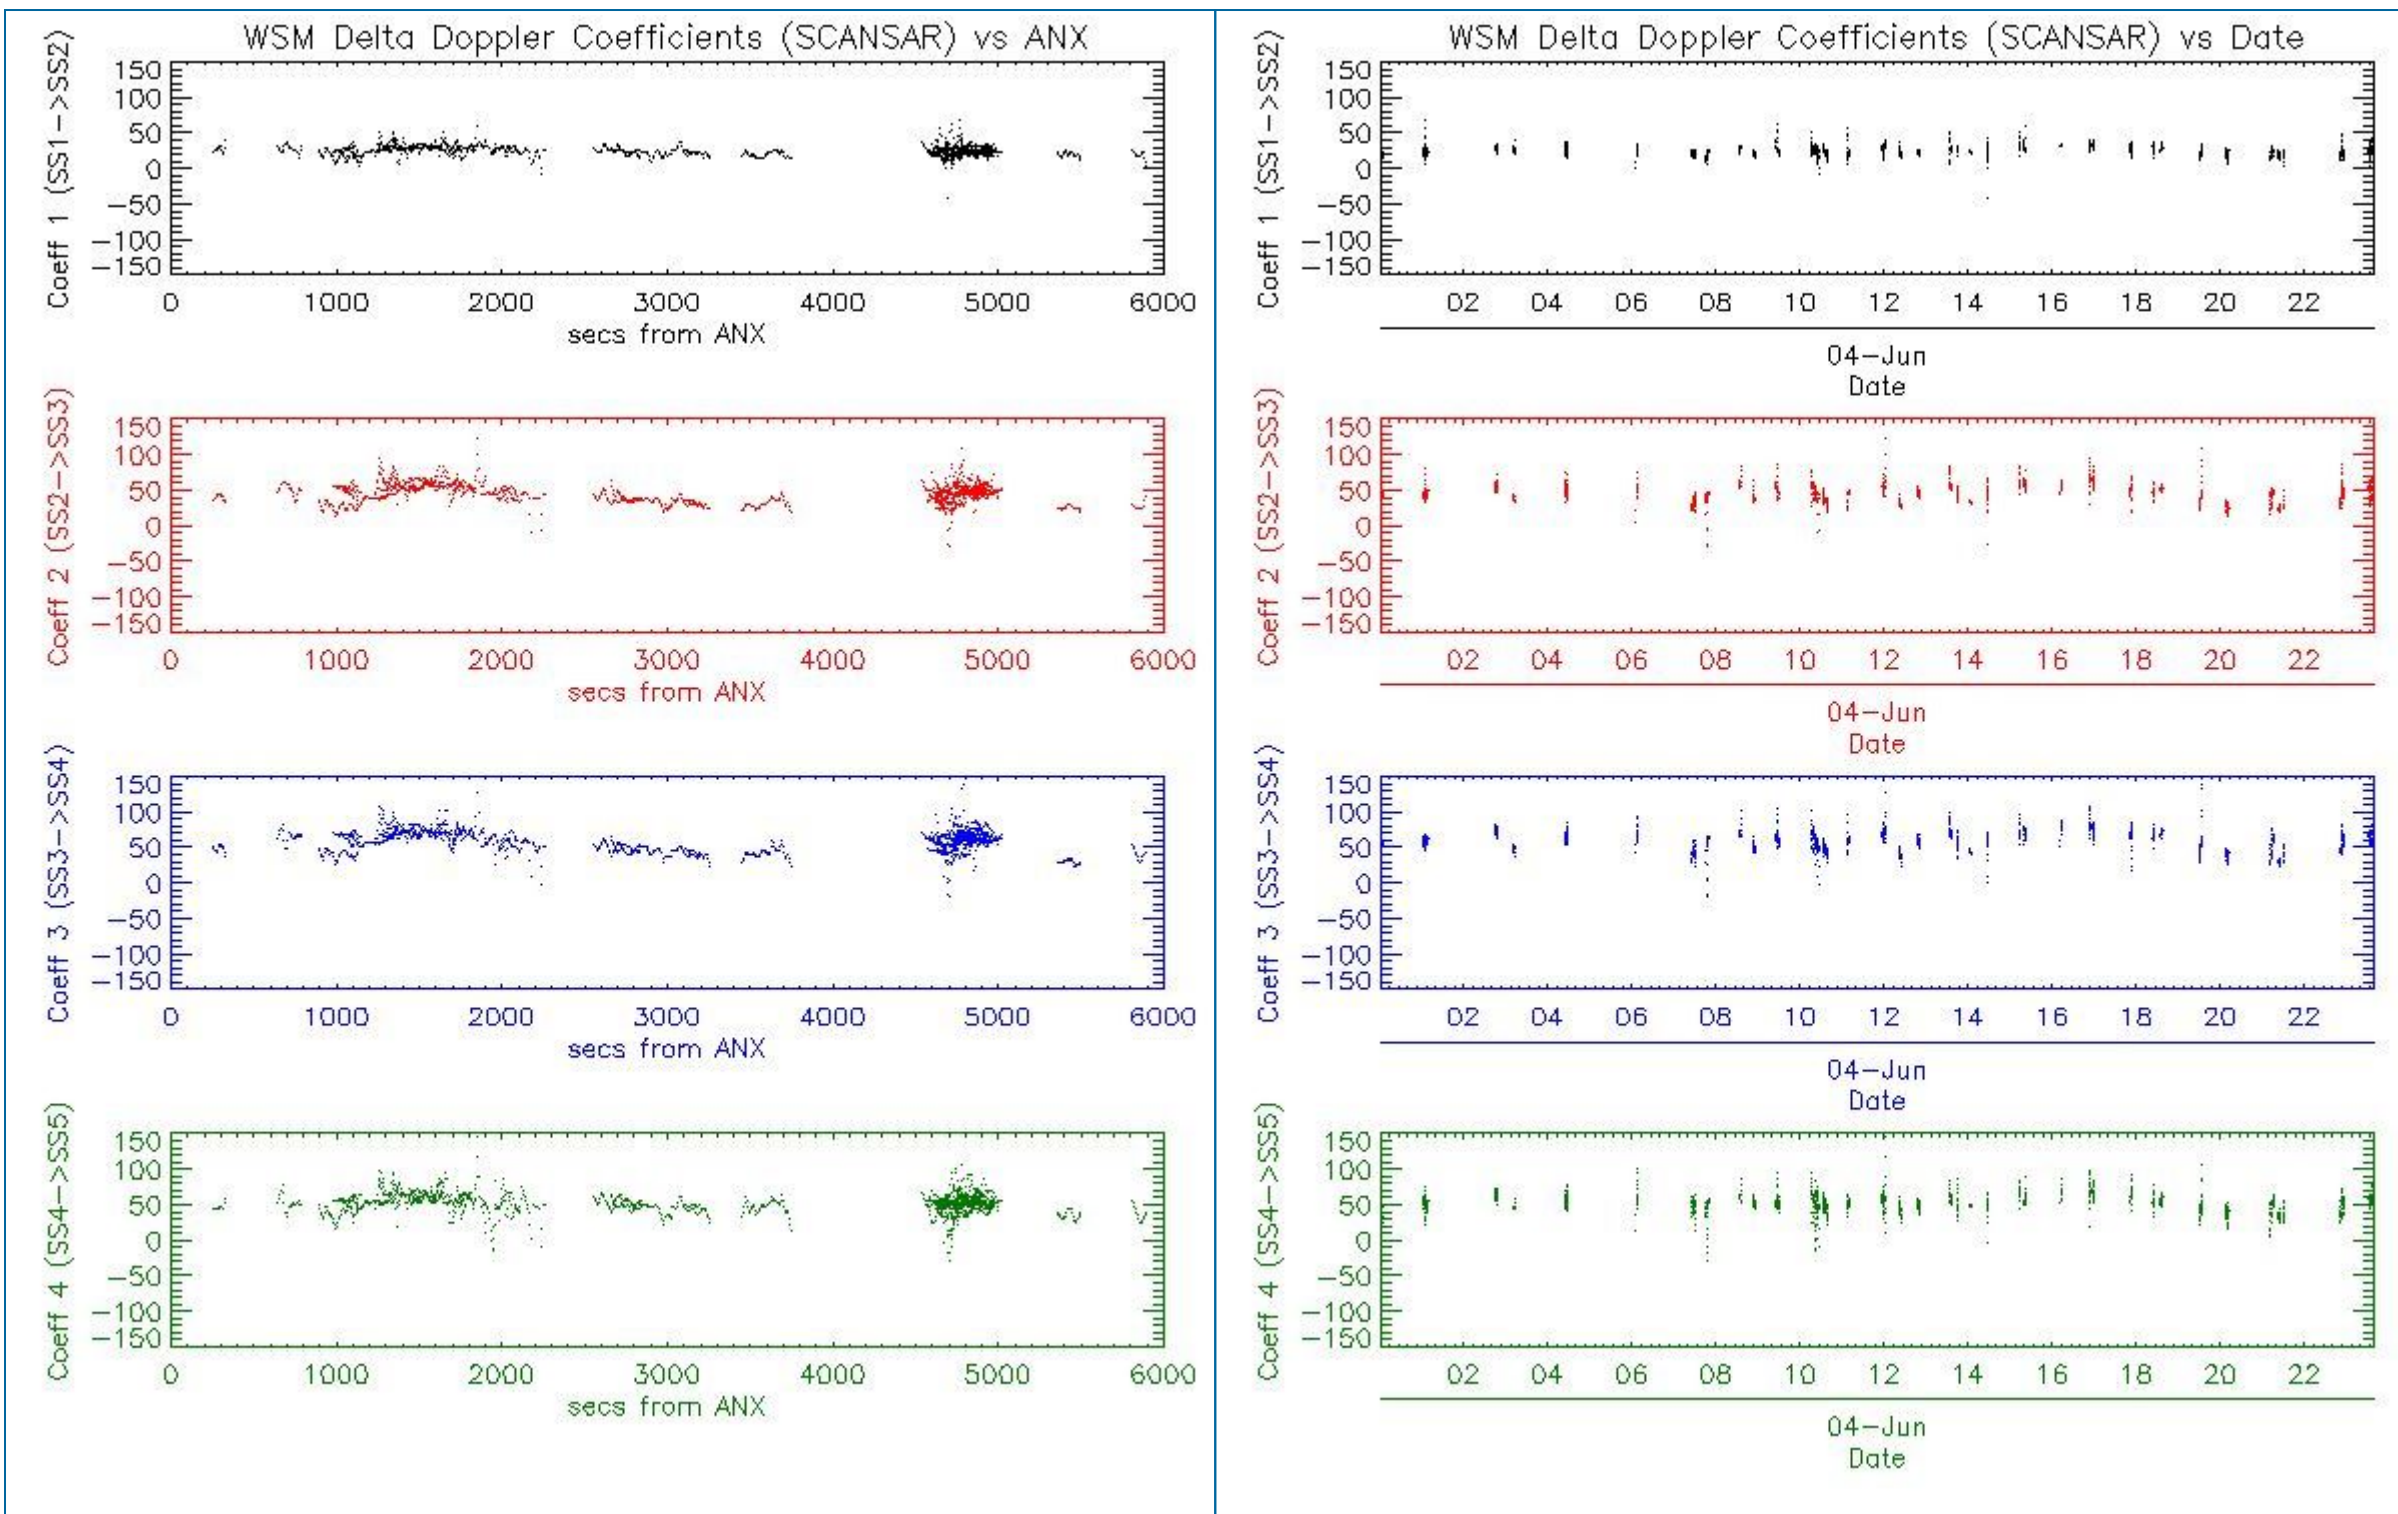 WSM Delta Doppler Coefficients (SCANSAR) vs ANX
Coeff 1 (SS1->SS2)
150
100
50
0
-50
-100
-150
0 1000 2000 3000 4000 5000 6000
secs from ANX
Coeff 2 (SS2->SS3)
150
100
50
0
-50
-100
-150
0 1000 2000 3000 4000 5000 6000
secs from ANX
Coeff 3 (SS3->SS4)
150
100
50
0
-50
-100
-150
0 1000 2000 3000 4000 5000 6000
secs from ANX
Coeff 4 (SS4->SS5)
150
100
50
0
-50
-100
-150
0 1000 2000 3000 4000 5000 6000
secs from ANX
WSM Delta Doppler Coefficients (SCANSAR) vs Date
Coeff 1 (SS1->SS2)
150
100
50
0
-50
-100
-150
02 04 06 08 10 12 14 16 18 20 22
04-Jun
Date
Coeff 2 (SS2->SS3)
150
100
50
0
-50
-100
-150
02 04 06 08 10 12 14 16 18 20 22
04-Jun
Date
Coeff 3 (SS3->SS4)
150
100
50
0
-50
-100
-150
02 04 06 08 10 12 14 16 18 20 22
04-Jun
Date
Coeff 4 (SS4->SS5)
150
100
50
0
-50
-100
-150
02 04 06 08 10 12 14 16 18 20 22
04-Jun
Date